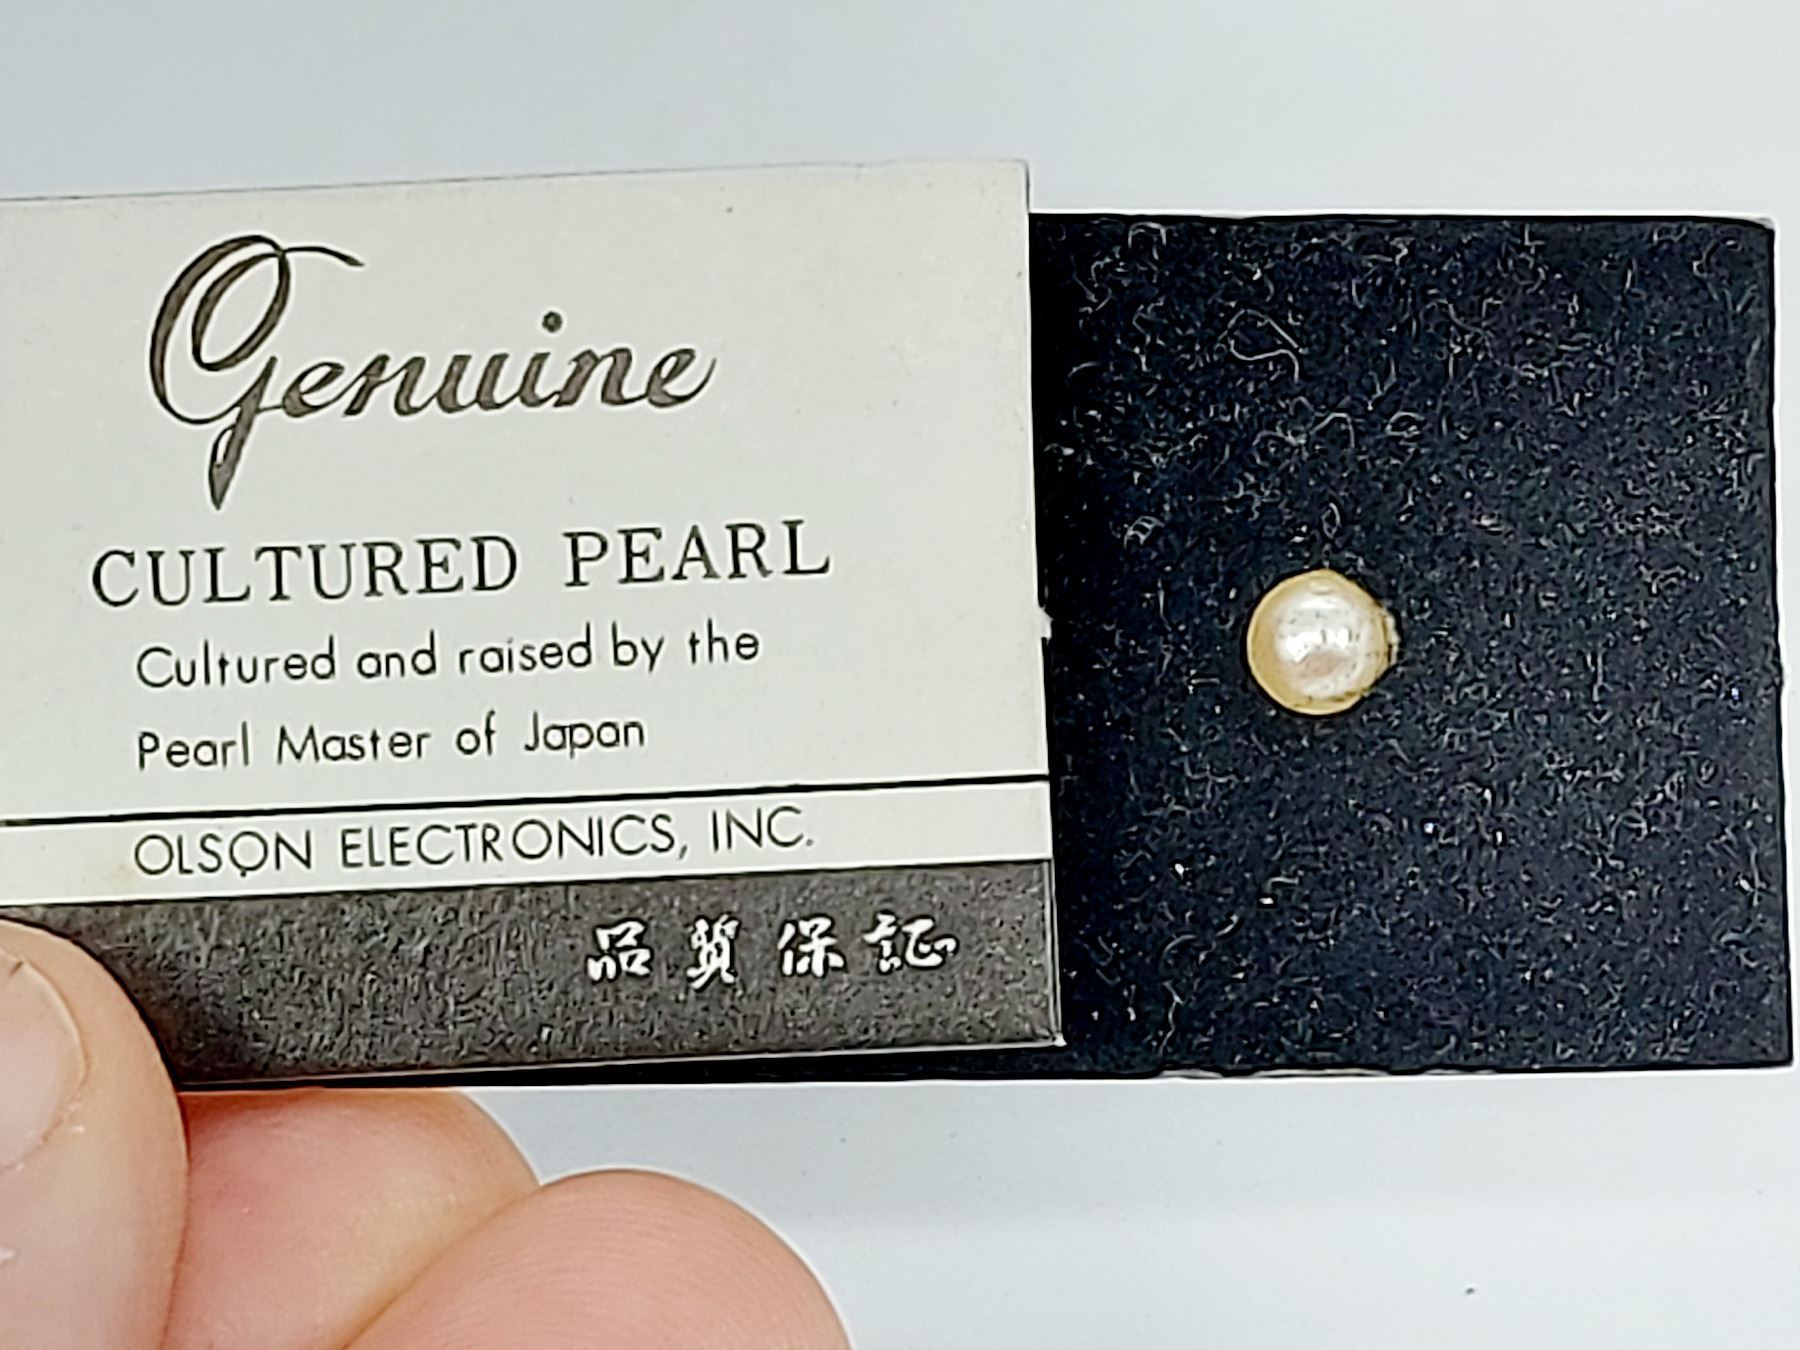 Genuine
CULTURED PEARL
Cultured and raised by the
Pearl Master of Japan
OLSON ELECTRONICS, INC.
品質保証